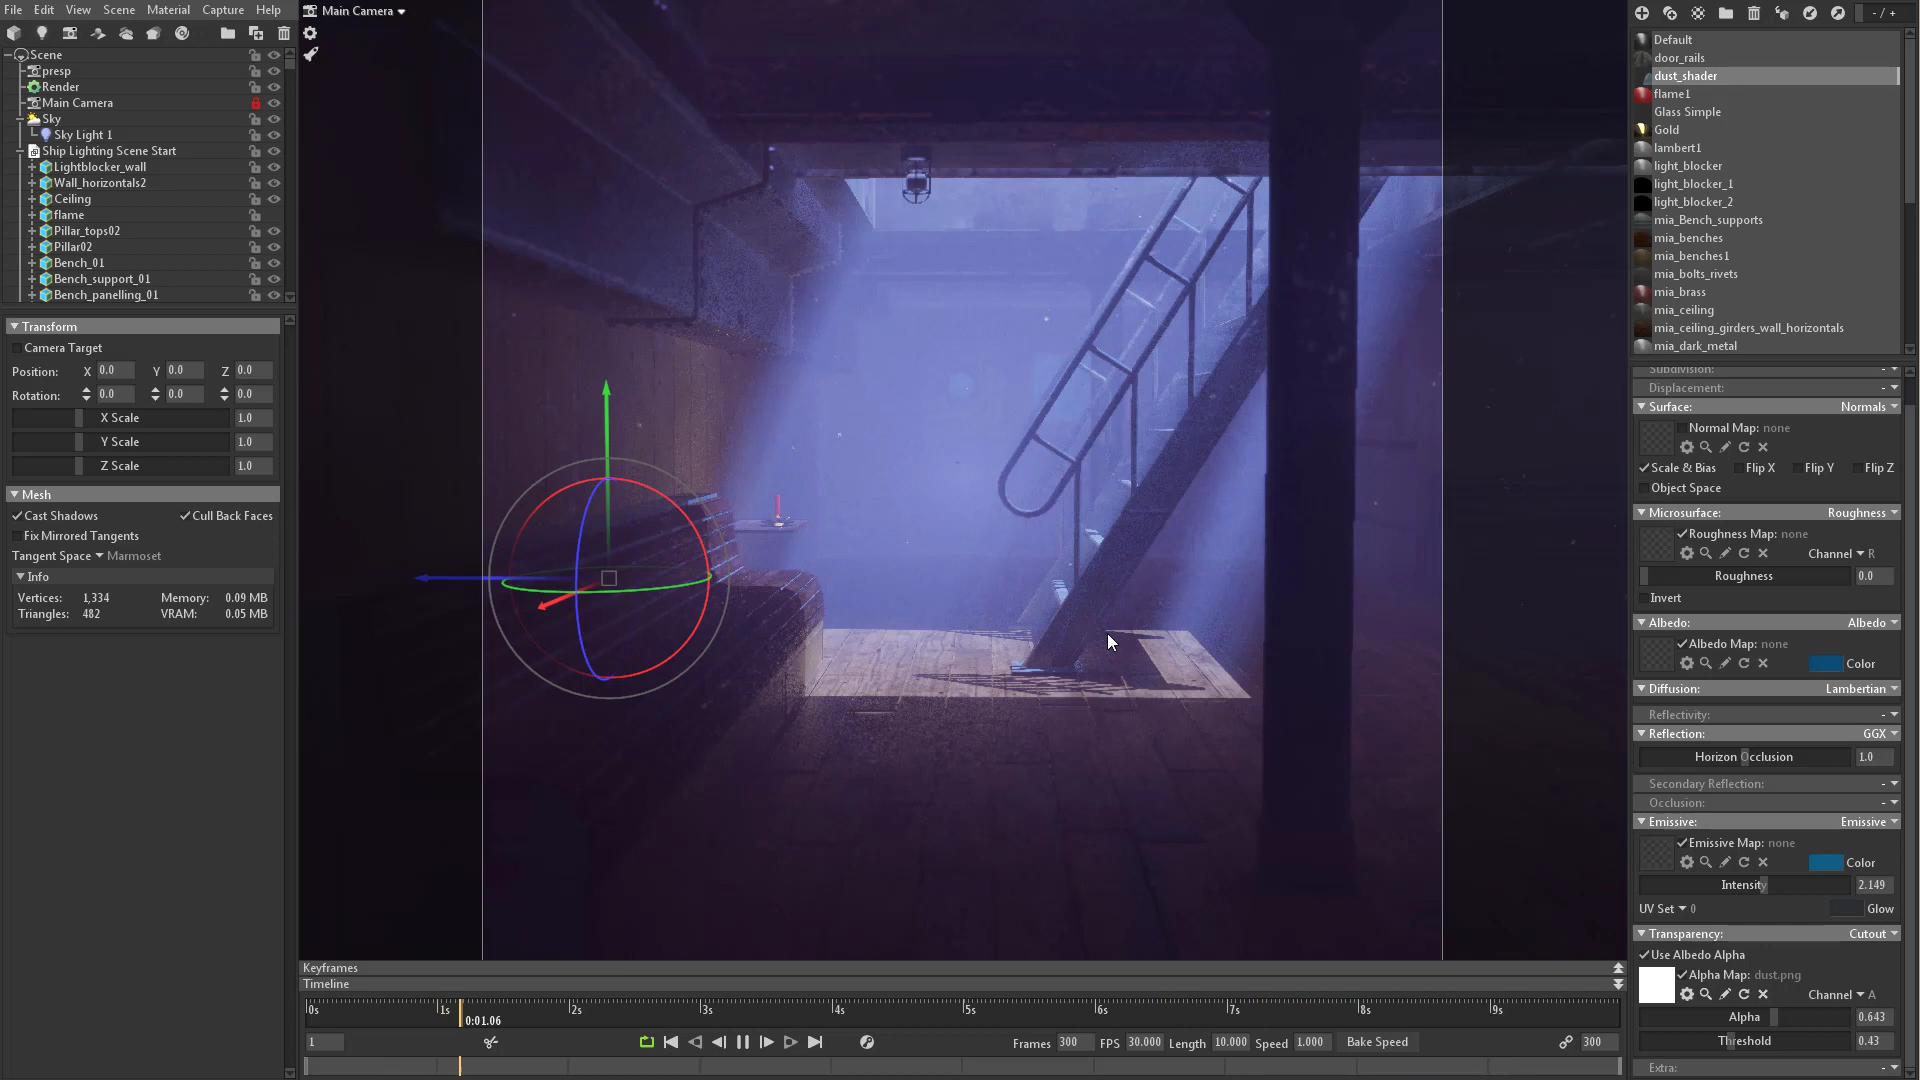 File Edit View Scene Material Capture Help
Main Camera
- / +
Scene
presp
Render
Main Camera
Sky
Sky Light 1
Ship Lighting Scene Start
Lightblocker_wall
Wall_horizontals2
Ceiling
flame
Pillar_tops02
Pillar02
Bench_01
Bench_support_01
Bench_panelling_01
Transform
Camera Target
Position: X 0.0 Y 0.0 Z 0.0
Rotation: 0.0 0.0 0.0
X Scale 1.0
Y Scale 1.0
Z Scale 1.0
Mesh
Cast Shadows Cull Back Faces
Fix Mirrored Tangents
Tangent Space Marmoset
Info
Vertices: 1,334 Memory: 0.09 MB
Triangles: 482 VRAM: 0.05 MB
Keyframes
Timeline
0s 1s 2s 3s 4s 5s 6s 7s 8s 9s
0:01.06
1 Frames 300 FPS 30.000 Length 10.000 Speed 1.000 Bake Speed 300
Default
door_rails
dust_shader
flame1
Glass Simple
Gold
lambert1
light_blocker
light_blocker_1
light_blocker_2
mia_Bench_supports
mia_benches
mia_benches1
mia_bolts_rivets
mia_brass
mia_ceiling
mia_ceiling_girders_wall_horizontals
mia_dark_metal
Subdivision: -
Displacement: -
Surface: Normals
Normal Map: none
Scale & Bias Flip X Flip Y Flip Z
Object Space
Microsurface: Roughness
Roughness Map: none
Channel R
Roughness 0.0
Invert
Albedo: Albedo
Albedo Map: none
Color
Diffusion: Lambertian
Reflectivity: -
Reflection: GGX
Horizon Occlusion 1.0
Secondary Reflection: -
Occlusion: -
Emissive: Emissive
Emissive Map: none
Color
Intensity 2.149
UV Set 0 Glow
Transparency: Cutout
Use Albedo Alpha
Alpha Map: dust.png
Channel A
Alpha 0.643
Threshold 0.43
Extra: -